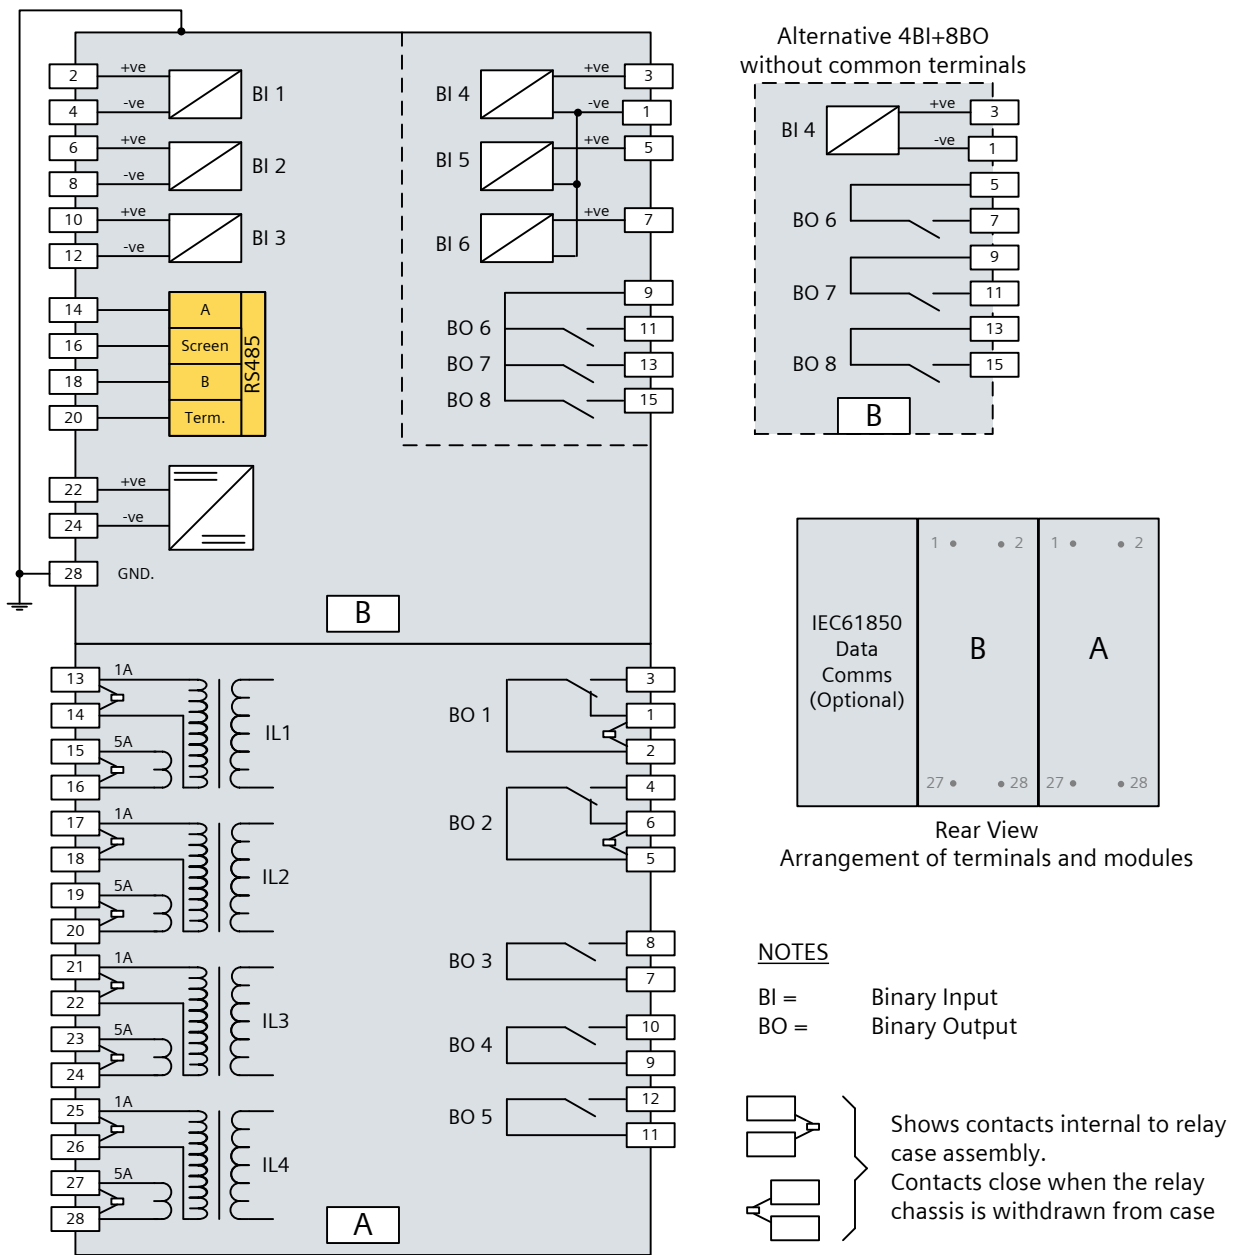 2 +ve
BI 1
4 -ve
6 +ve
BI 2
8 -ve
10 +ve
BI 3
12 -ve
14 A
16 Screen
18 B
20 Term.
RS485
22 +ve
24 -ve
28 GND.
B
BI 4 +ve 3
-ve 1
BI 5 +ve 5
BI 6 +ve 7
9
BO 6 11
BO 7 13
BO 8 15
Alternative 4BI+8BO
without common terminals
BI 4 +ve 3
-ve 1
5
BO 6 7
9
BO 7 11
13
BO 8 15
B
13 1A
14
IL1
15 5A
16
17 1A
18
IL2
19 5A
20
21 1A
22
IL3
23 5A
24
25 1A
26
IL4
27 5A
28
A
3
BO 1 1
2
4
BO 2 6
5
BO 3 8
7
BO 4 10
9
BO 5 12
11
IEC61850
Data
Comms
(Optional)
1 2
B
27 28
1 2
A
27 28
Rear View
Arrangement of terminals and modules
NOTES
BI = Binary Input
BO = Binary Output
Shows contacts internal to relay
case assembly.
Contacts close when the relay
chassis is withdrawn from case